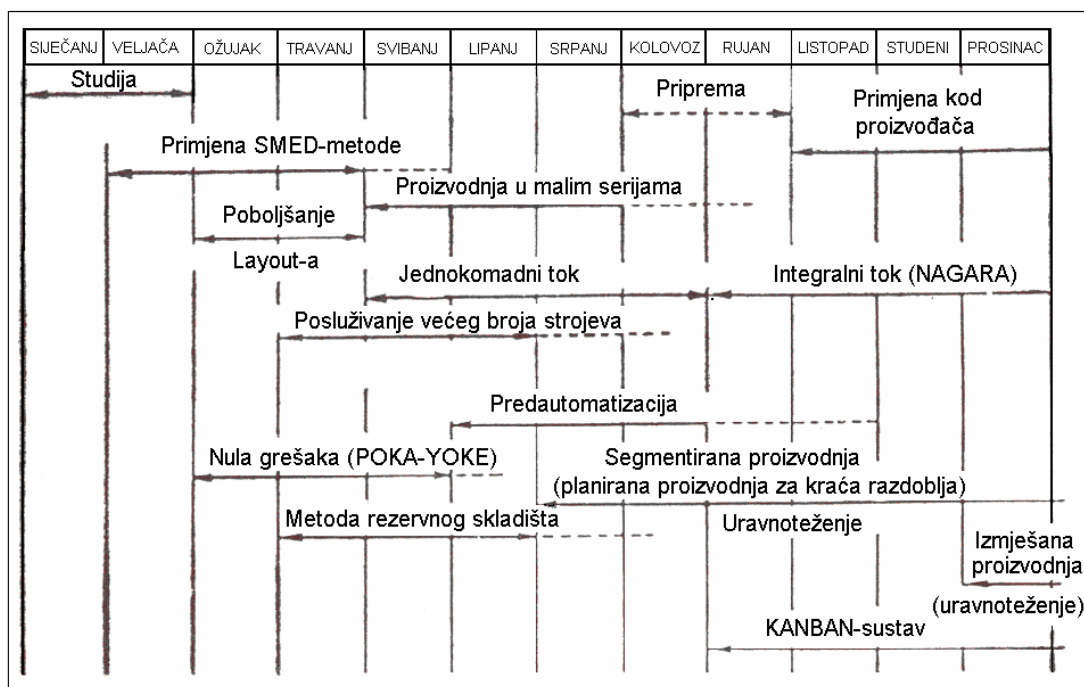 SIJEČANJ VELJAČA OŽUJAK TRAVANJ SVIBANJ LIPANJ SRPANJ KOLOVOZ RUJAN LISTOPAD STUDENI PROSINAC
Studija
Priprema
Primjena kod
proizvođača
Primjena SMED-metode
Proizvodnja u malim serijama
Poboljšanje
Layout-a
Jednokomadni tok
Integralni tok (NAGARA)
Posluživanje većeg broja strojeva
Predautomatizacija
Nula grešaka (POKA-YOKE)
Segmentirana proizvodnja
(planirana proizvodnja za kraća razdoblja)
Metoda rezervnog skladišta
Uravnoteženje
Izmješana
proizvodnja
(uravnoteženje)
KANBAN-sustav